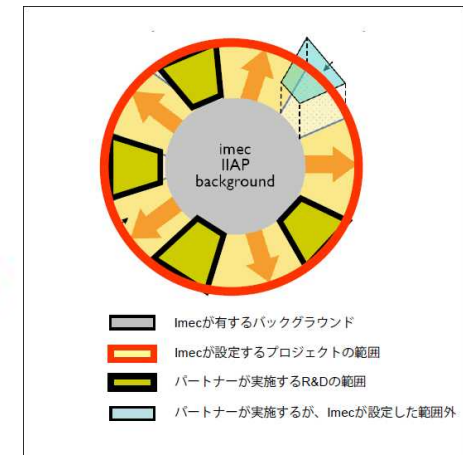 imec
IIAP
background
Imecが有するバックグラウンド
Imecが設定するプロジェクトの範囲
パートナーが実施するR&Dの範囲
パートナーが実施するが、Imecが設定した範囲外